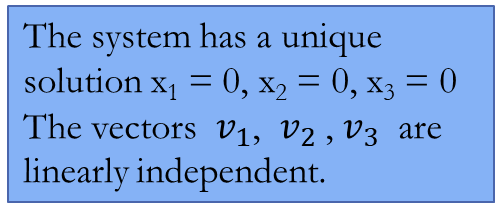 The system has a unique
solution x₁ = 0, x₂ = 0, x₃ = 0
The vectors 𝑣₁, 𝑣₂ , 𝑣₃ are
linearly independent.